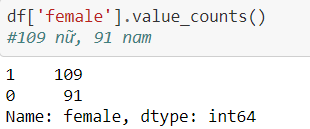 df['female'].value_counts()
#109 nữ, 91 nam
1    109
0     91
Name: female, dtype: int64